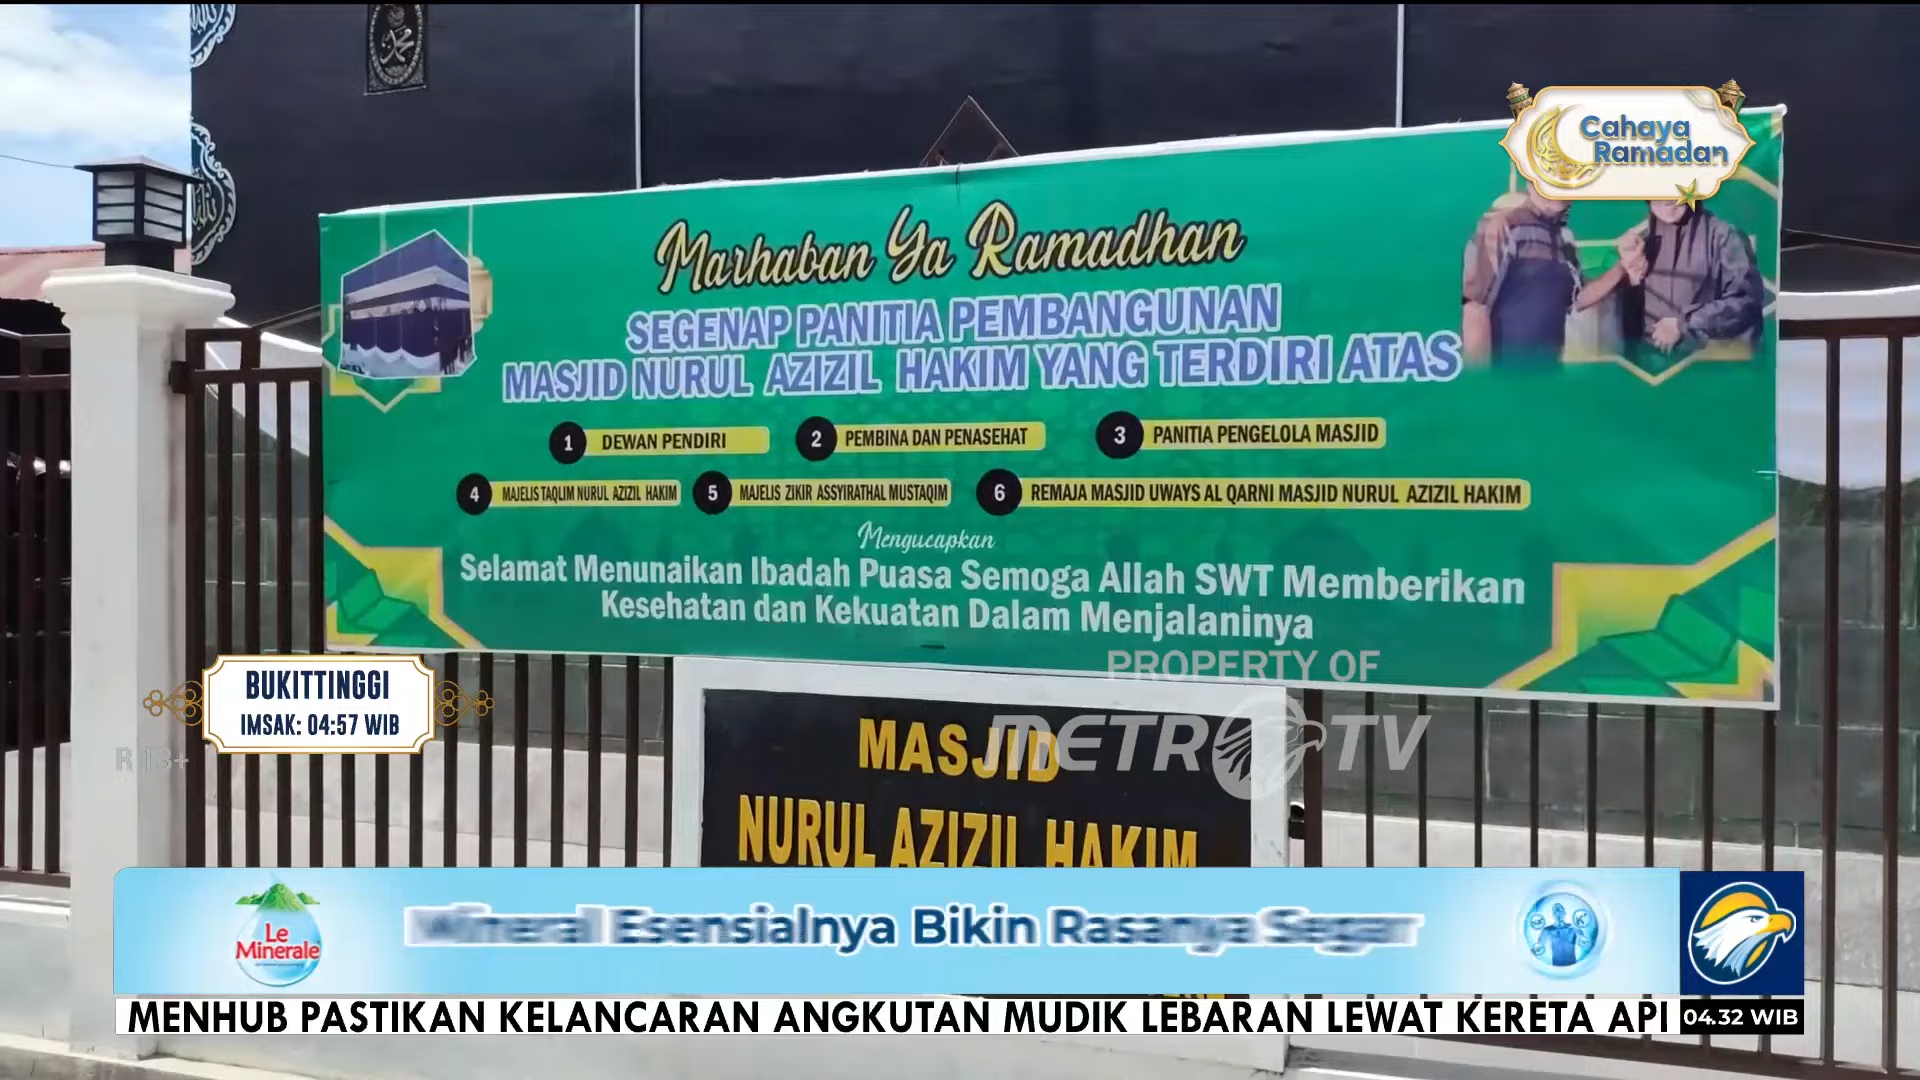 Cahaya
Ramadan
Marhaban Ya Ramadhan
SEGENAP PANITIA PEMBANGUNAN
MASJID NURUL AZIZIL HAKIM YANG TERDIRI ATAS
1 DEWAN PENDIRI
2 PEMBINA DAN PENASEHAT
3 PANITIA PENGELOLA MASJID
4 MAJELIS TAQLIM NURUL AZIZIL HAKIM
5 MAJELIS ZIKIR ASSYIRATHAL MUSTAQIM
6 REMAJA MASJID UWAYS AL QARNI MASJID NURUL AZIZIL HAKIM
Mengucapkan
Selamat Menunaikan Ibadah Puasa Semoga Allah SWT Memberikan
Kesehatan dan Kekuatan Dalam Menjalaninya
PROPERTY OF
METRO TV
BUKITTINGGI
IMSAK: 04:57 WIB
R 13+
MASJID
NURUL AZIZIL HAKIM
Le
Minerale
Mineral Esensialnya Bikin Rasanya Segar
MENHUB PASTIKAN KELANCARAN ANGKUTAN MUDIK LEBARAN LEWAT KERETA API
04.32 WIB